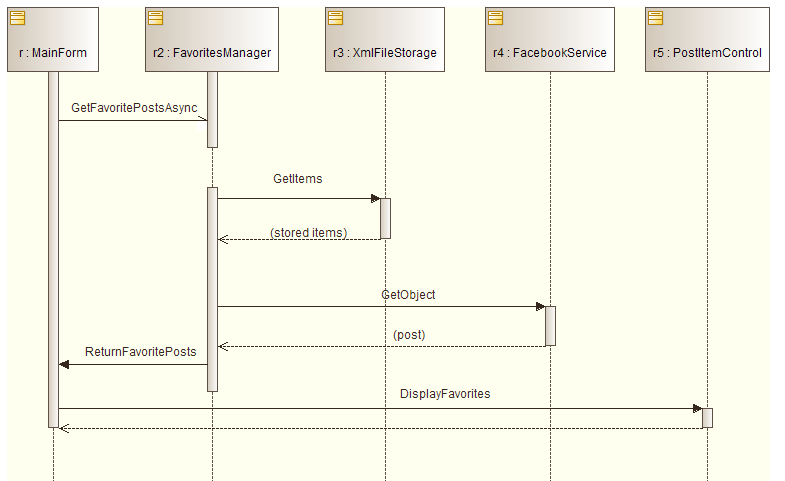 r : MainForm
r2 : FavoritesManager
r3 : XmlFileStorage
r4 : FacebookService
r5 : PostItemControl
GetFavoritePostsAsync
GetItems
(stored items)
GetObject
(post)
ReturnFavoritePosts
DisplayFavorites